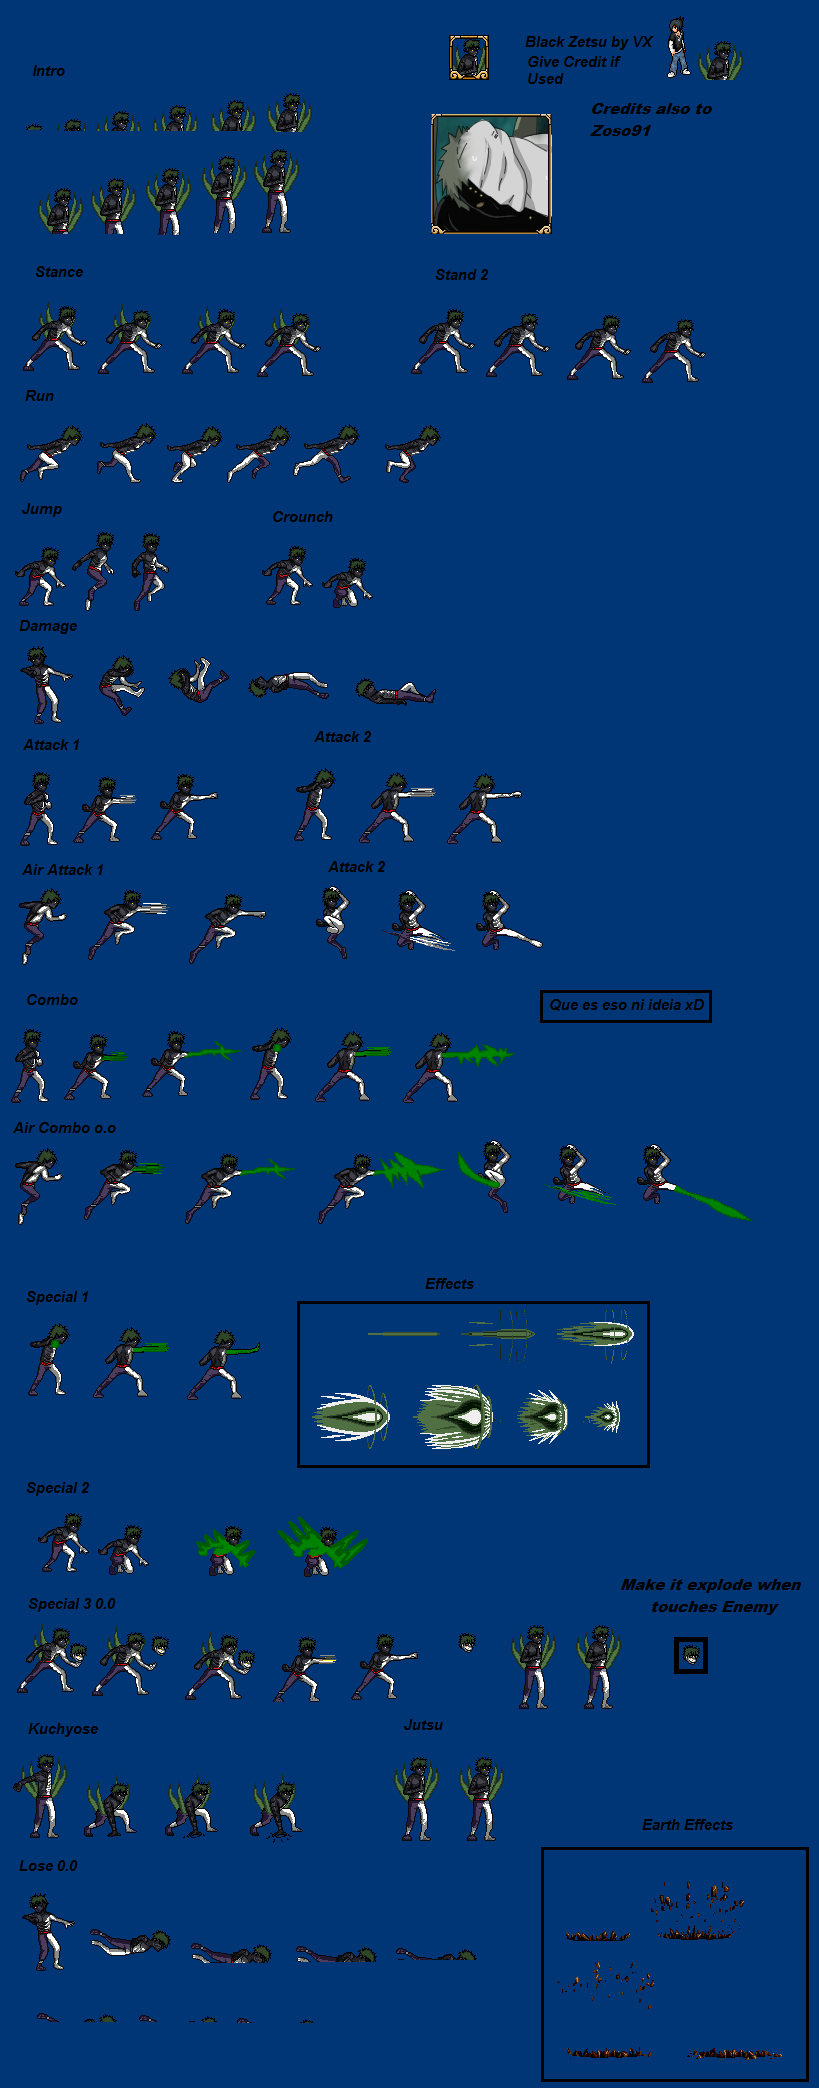 Black Zetsu by VX
Give Credit if
Used
Intro
Credits also to
Zoso91
Stance
Stand 2
Run
Jump
Crounch
Damage
Attack 1
Attack 2
Air Attack 1
Attack 2
Combo
Que es eso ni ideia xD
Air Combo o.o
Effects
Special 1
Special 2
Make it explode when
touches Enemy
Special 3 0.0
Kuchyose
Jutsu
Earth Effects
Lose 0.0